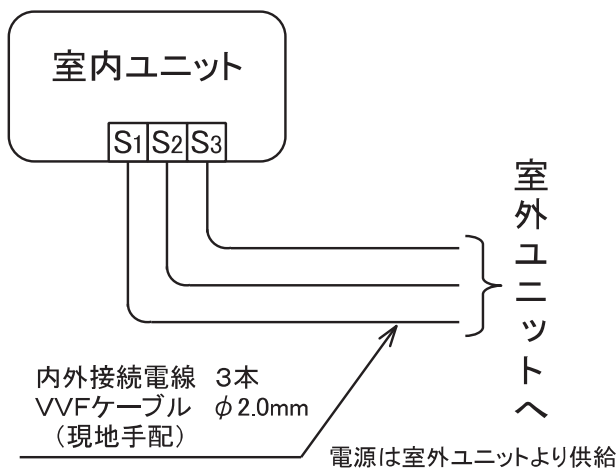 室内ユニット
S1 S2 S3
室外ユニットへ
内外接続電線 3本
VVFケーブル φ2.0mm
(現地手配)
電源は室外ユニットより供給